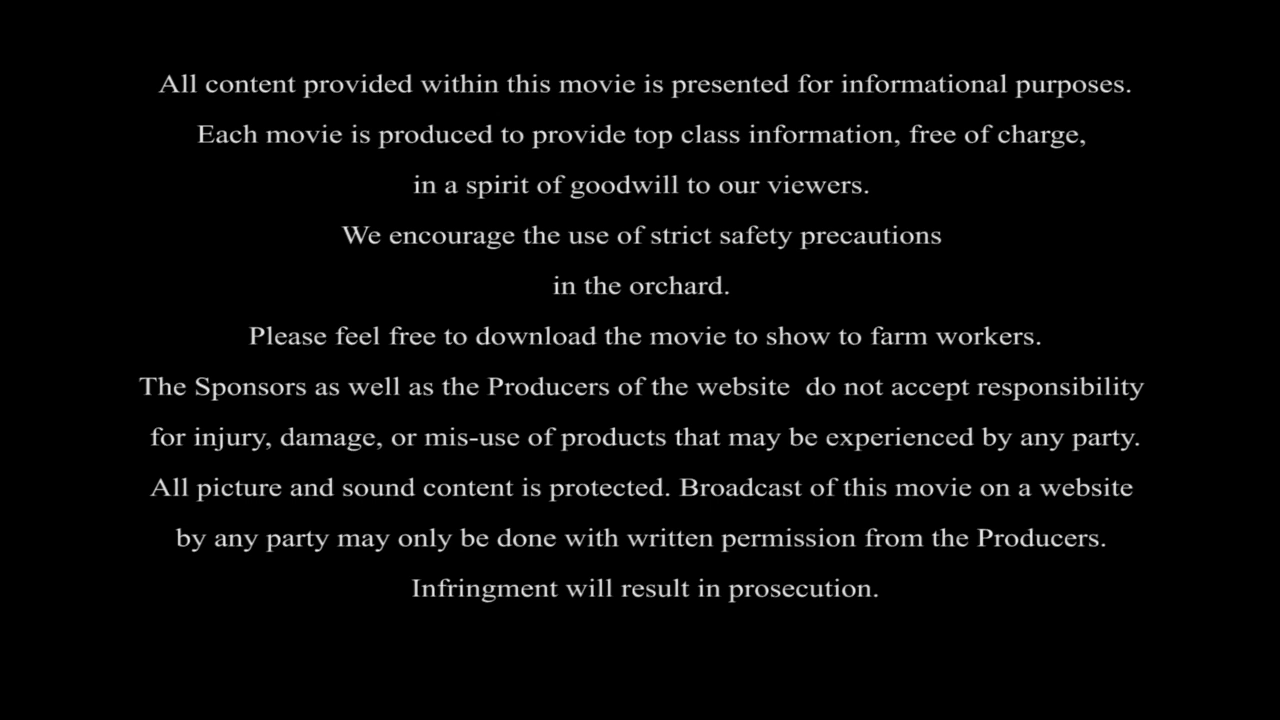 All content provided within this movie is presented for informational purposes.
Each movie is produced to provide top class information, free of charge,
in a spirit of goodwill to our viewers.
We encourage the use of strict safety precautions
in the orchard.
Please feel free to download the movie to show to farm workers.
The Sponsors as well as the Producers of the website  do not accept responsibility
for injury, damage, or mis-use of products that may be experienced by any party.
All picture and sound content is protected. Broadcast of this movie on a website
by any party may only be done with written permission from the Producers.
Infringment will result in prosecution.